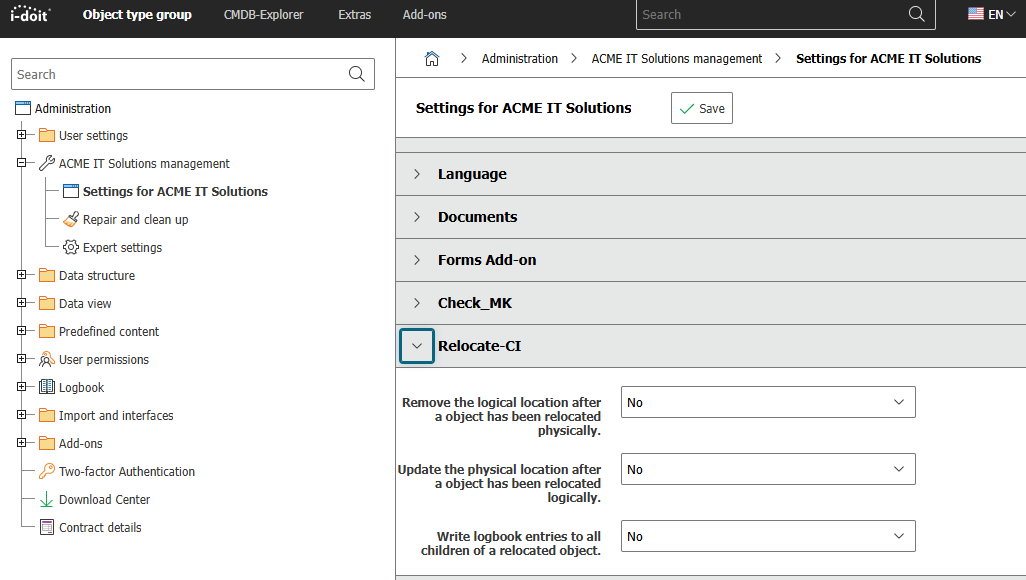 i-doit
Object type group
CMDB-Explorer
Extras
Add-ons
Search
EN
Search
Administration
User settings
ACME IT Solutions management
Settings for ACME IT Solutions
Repair and clean up
Expert settings
Data structure
Data view
Predefined content
User permissions
Logbook
Import and interfaces
Add-ons
Two-factor Authentication
Download Center
Contract details
Administration
ACME IT Solutions management
Settings for ACME IT Solutions
Settings for ACME IT Solutions
Save
Language
Documents
Forms Add-on
Check_MK
Relocate-CI
Remove the logical location after
a object has been relocated
physically.
No
Update the physical location after
a object has been relocated
logically.
No
Write logbook entries to all
children of a relocated object.
No